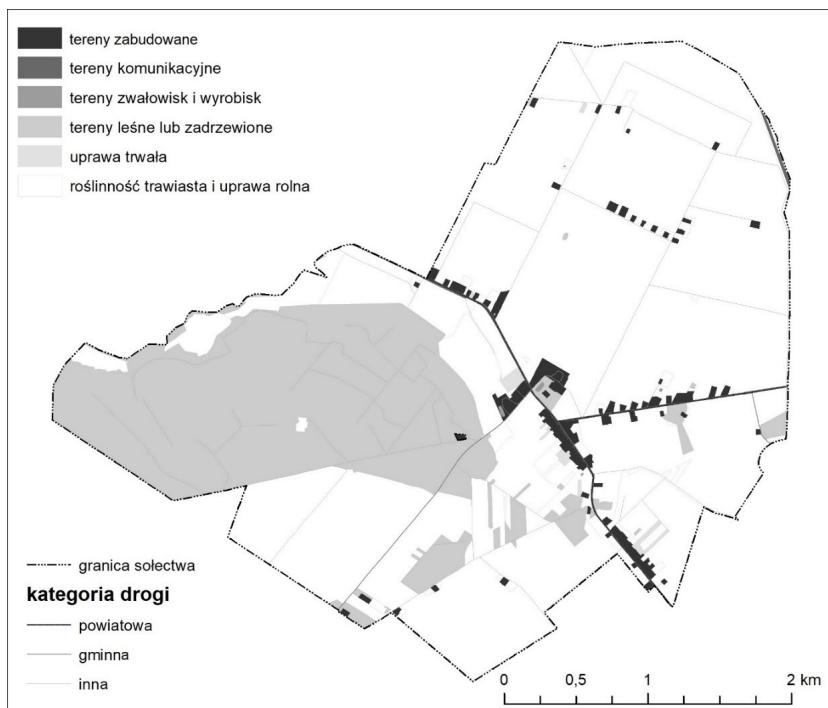 tereny zabudowane
tereny komunikacyjne
tereny zwałowisk i wyrobisk
tereny leśne lub zadrzewione
uprawa trwała
roślinność trawiasta i uprawa rolna
granica sołectwa
kategoria drogi
powiatowa
gminna
inna
0 0,5 1 2 km